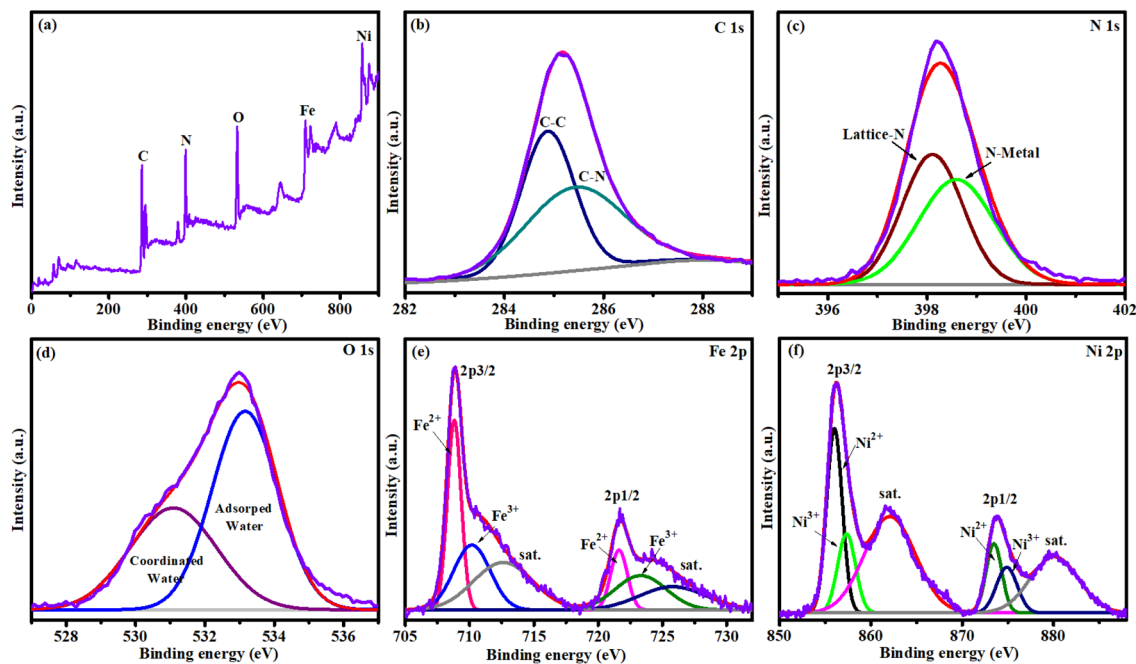 (a)
Ni
Fe
O
N
C
Intensity (a.u.)
0 200 400 600 800
Binding energy (eV)
(b)
C 1s
C-C
C-N
Intensity (a.u.)
282 284 286 288
Binding energy (eV)
(c)
N 1s
Lattice-N
N-Metal
Intensity (a.u.)
396 398 400 402
Binding energy (eV)
(d)
O 1s
Adsorped
Water
Coordinated
Water
Intensity (a.u.)
528 531 534 537
Binding energy (eV)
(e)
Fe 2p
2p3/2
Fe2+
Fe3+
sat.
2p1/2
Fe2+
Fe3+
sat.
Intensity (a.u.)
705 710 715 720 725 730
Binding energy (eV)
(f)
Ni 2p
2p3/2
Ni2+
Ni3+
sat.
2p1/2
Ni2+
Ni3+
sat.
Intensity (a.u.)
850 860 870 880
Binding energy (eV)